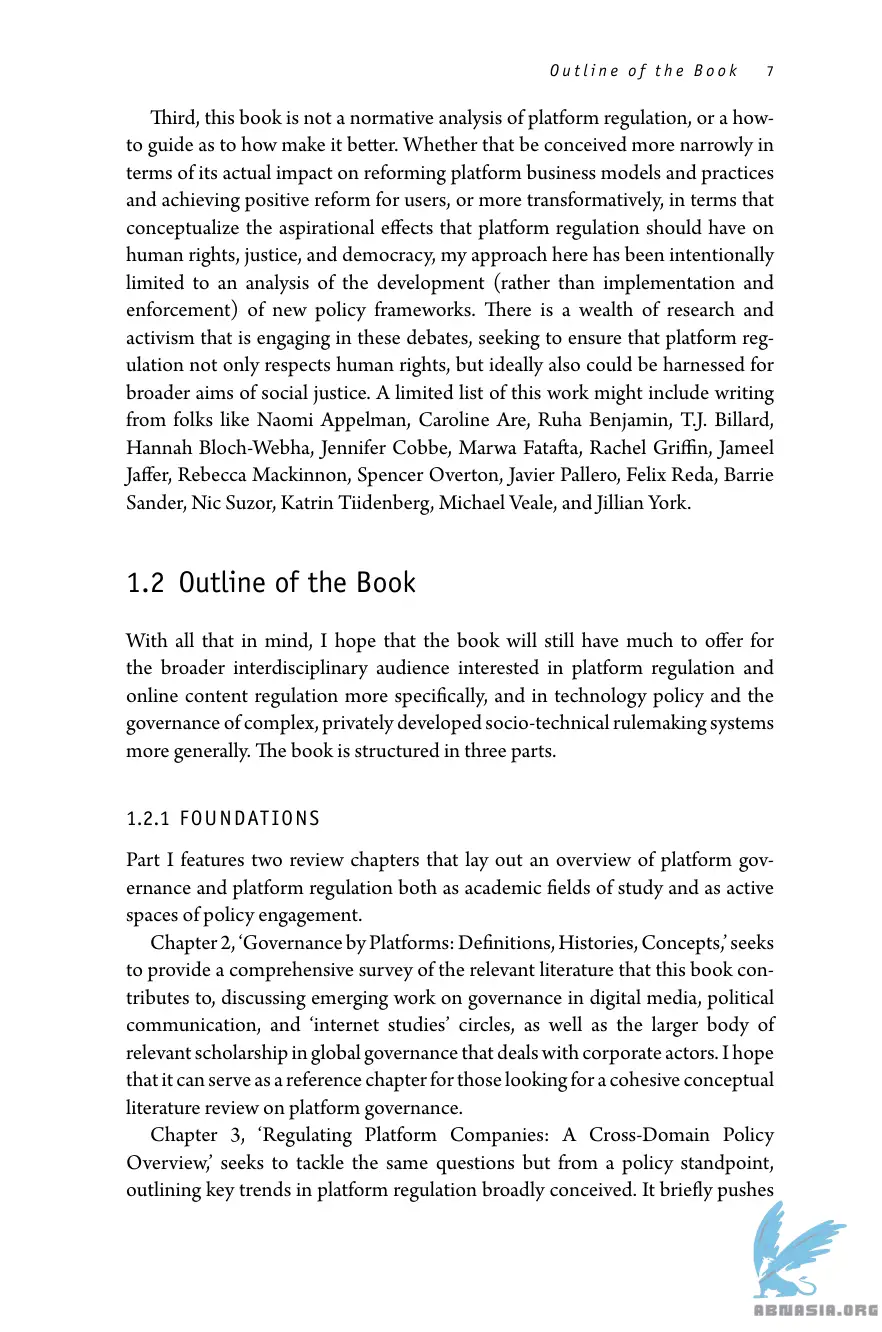 Outline of the Book 7
Third, this book is not a normative analysis of platform regulation, or a how-
to guide as to how make it better. Whether that be conceived more narrowly in
terms of its actual impact on reforming platform business models and practices
and achieving positive reform for users, or more transformatively, in terms that
conceptualize the aspirational effects that platform regulation should have on
human rights, justice, and democracy, my approach here has been intentionally
limited to an analysis of the development (rather than implementation and
enforcement) of new policy frameworks. There is a wealth of research and
activism that is engaging in these debates, seeking to ensure that platform reg-
ulation not only respects human rights, but ideally also could be harnessed for
broader aims of social justice. A limited list of this work might include writing
from folks like Naomi Appelman, Caroline Are, Ruha Benjamin, T.J. Billard,
Hannah Bloch-Webha, Jennifer Cobbe, Marwa Fatafta, Rachel Griffin, Jameel
Jaffer, Rebecca Mackinnon, Spencer Overton, Javier Pallero, Felix Reda, Barrie
Sander, Nic Suzor, Katrin Tiidenberg, Michael Veale, and Jillian York.
1.2 Outline of the Book
With all that in mind, I hope that the book will still have much to offer for
the broader interdisciplinary audience interested in platform regulation and
online content regulation more specifically, and in technology policy and the
governance of complex, privately developed socio-technical rulemaking systems
more generally. The book is structured in three parts.
1.2.1 FOUNDATIONS
Part I features two review chapters that lay out an overview of platform gov-
ernance and platform regulation both as academic fields of study and as active
spaces of policy engagement.
Chapter 2, ‘Governance by Platforms: Definitions, Histories, Concepts,’ seeks
to provide a comprehensive survey of the relevant literature that this book con-
tributes to, discussing emerging work on governance in digital media, political
communication, and ‘internet studies’ circles, as well as the larger body of
relevant scholarship in global governance that deals with corporate actors. I hope
that it can serve as a reference chapter for those looking for a cohesive conceptual
literature review on platform governance.
Chapter 3, ‘Regulating Platform Companies: A Cross-Domain Policy
Overview,’ seeks to tackle the same questions but from a policy standpoint,
outlining key trends in platform regulation broadly conceived. It briefly pushes
ABNASIA.ORG